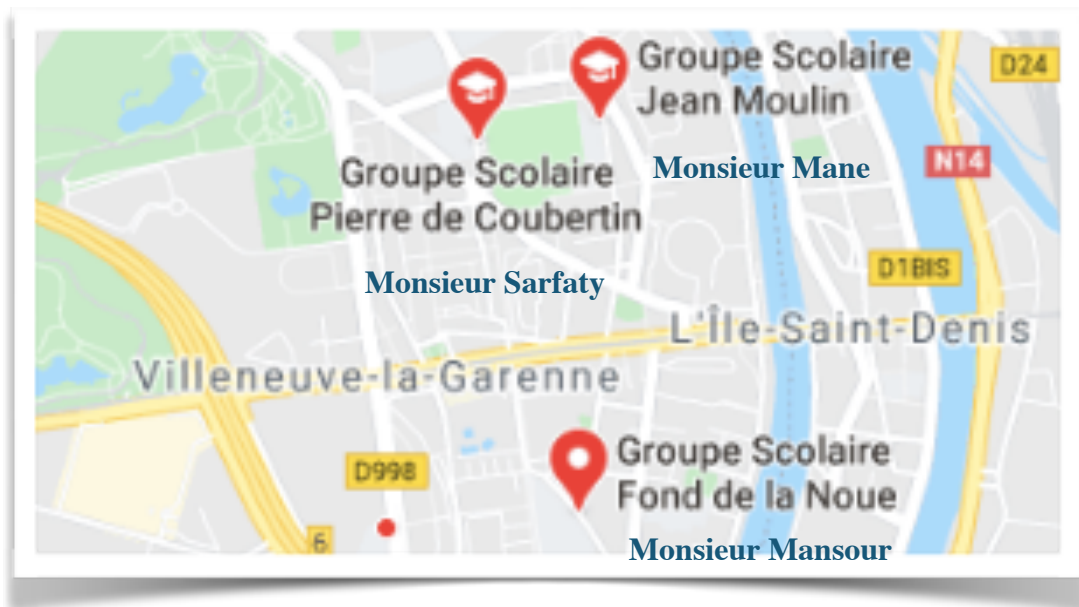 Groupe Scolaire
Jean Moulin
D24
Monsieur Mane
N14
Groupe Scolaire
Pierre de Coubertin
Monsieur Sarfaty
D1BIS
L'Île-Saint-Denis
Villeneuve-la-Garenne
D998
Groupe Scolaire
Fond de la Noue
6
Monsieur Mansour